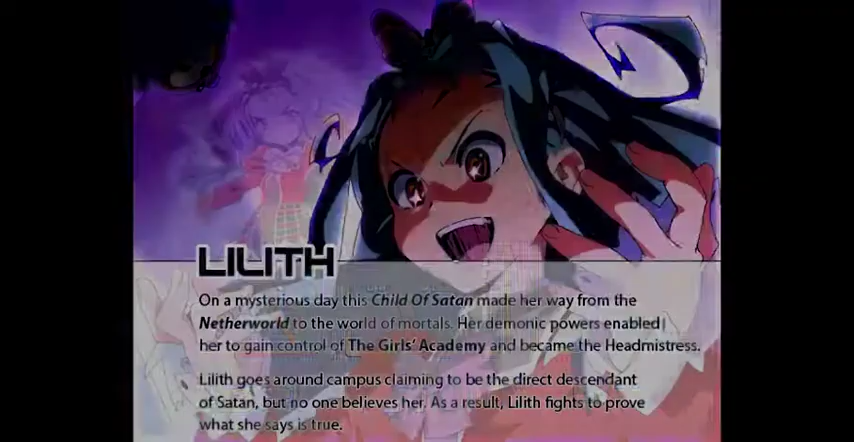 LILITH
On a mysterious day this Child Of Satan made her way from the
Netherworld to the world of mortals. Her demonic powers enabled
her to gain control of The Girls' Academy and became the Headmistress.
Lilith goes around campus claiming to be the direct descendant
of Satan, but no one believes her. As a result, Lilith fights to prove
what she says is true.